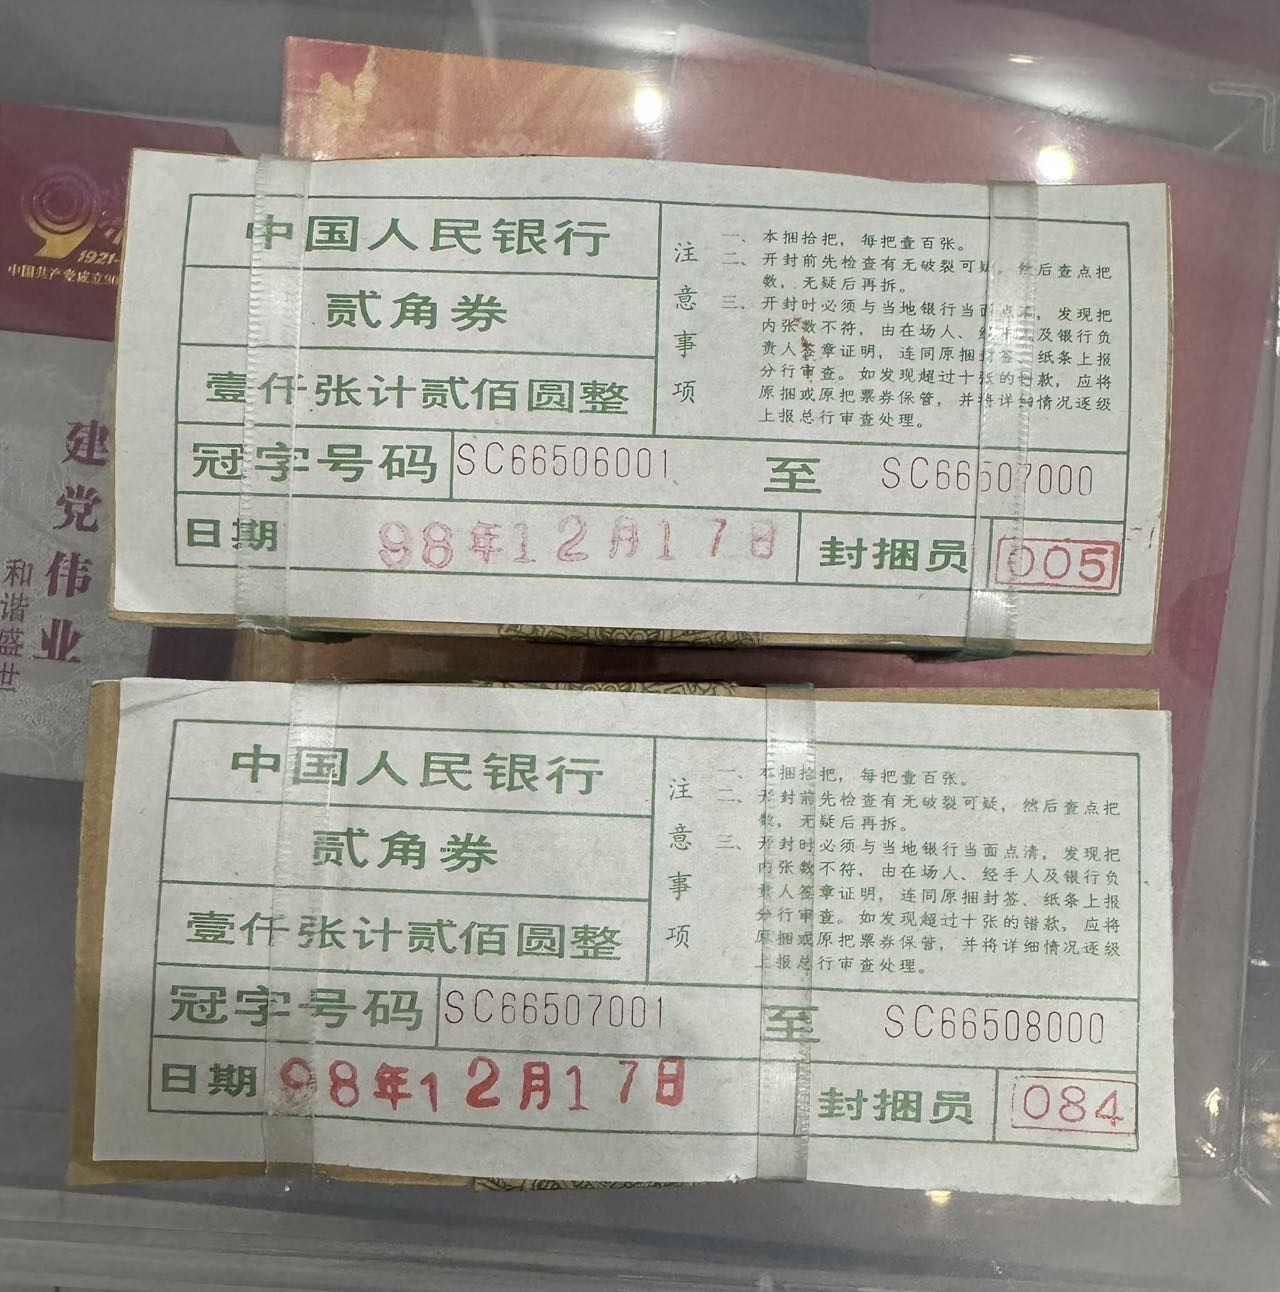 1921-
中国共产党成立90
建党伟业
和谐盛世
中国人民银行
贰角券
壹仟张计贰佰圆整
注意事项
一、本捆拾把，每把壹百张。
二、开封前先检查有无破裂可疑，然后查点把
数，无疑后再拆。
三、开封时必须与当地银行当面点清，发现把
内张数不符，由在场人、经手人及银行负
责人签章证明，连同原捆封签、纸条上报
分行审查。如发现超过十张的错款，应将
原捆或原把票券保管，并将详细情况逐级
上报总行审查处理。
冠字号码 SC66506001 至 SC66507000
日期 98年12月17日 封捆员 005
中国人民银行
贰角券
壹仟张计贰佰圆整
注意事项
一、本捆拾把，每把壹百张。
二、开封前先检查有无破裂可疑，然后查点把
数，无疑后再拆。
三、开封时必须与当地银行当面点清，发现把
内张数不符，由在场人、经手人及银行负
责人签章证明，连同原捆封签、纸条上报
分行审查。如发现超过十张的错款，应将
原捆或原把票券保管，并将详细情况逐级
上报总行审查处理。
冠字号码 SC66507001 至 SC66508000
日期 98年12月17日 封捆员 084